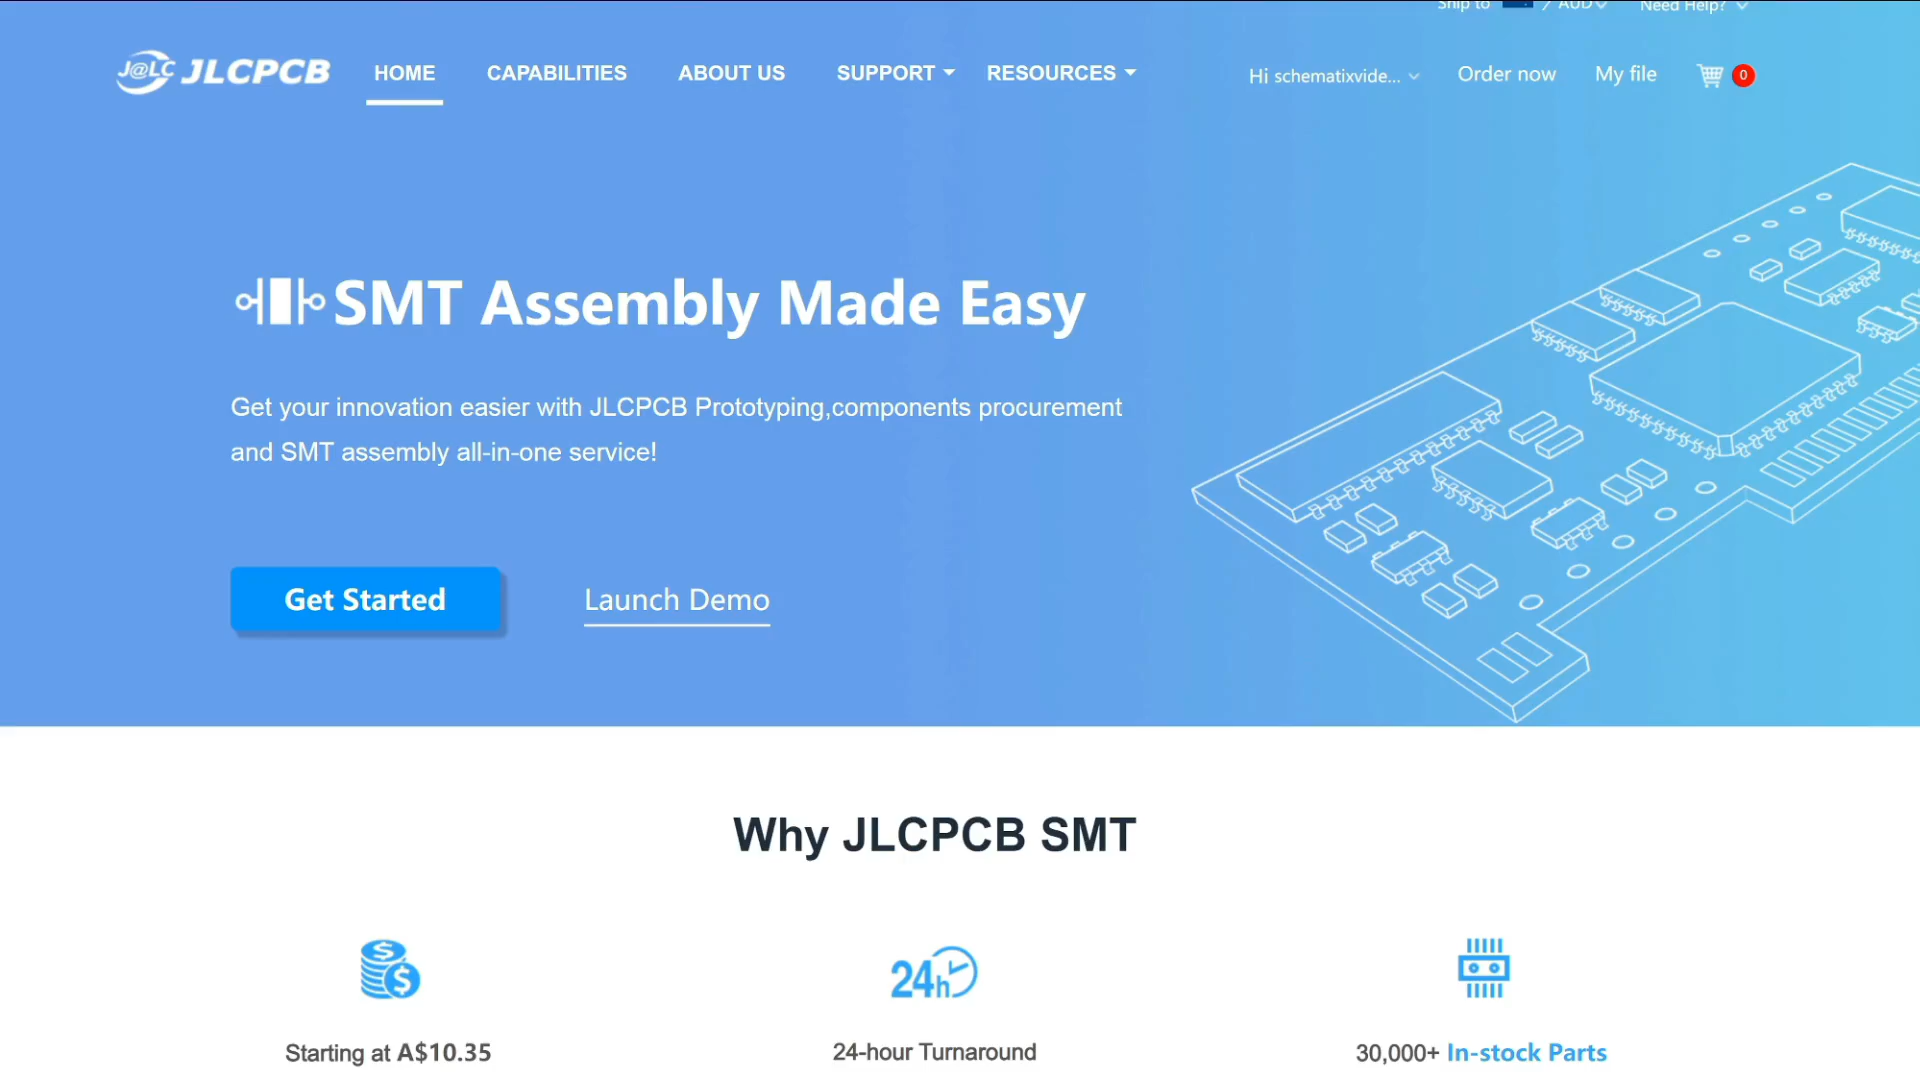 Ship to / AUD Need Help?
J@LC JLCPCB HOME CAPABILITIES ABOUT US SUPPORT RESOURCES Hi schematixvide... Order now My file 0
SMT Assembly Made Easy
Get your innovation easier with JLCPCB Prototyping,components procurement
and SMT assembly all-in-one service!
Get Started Launch Demo
Why JLCPCB SMT
24h
Starting at A$10.35 24-hour Turnaround 30,000+ In-stock Parts